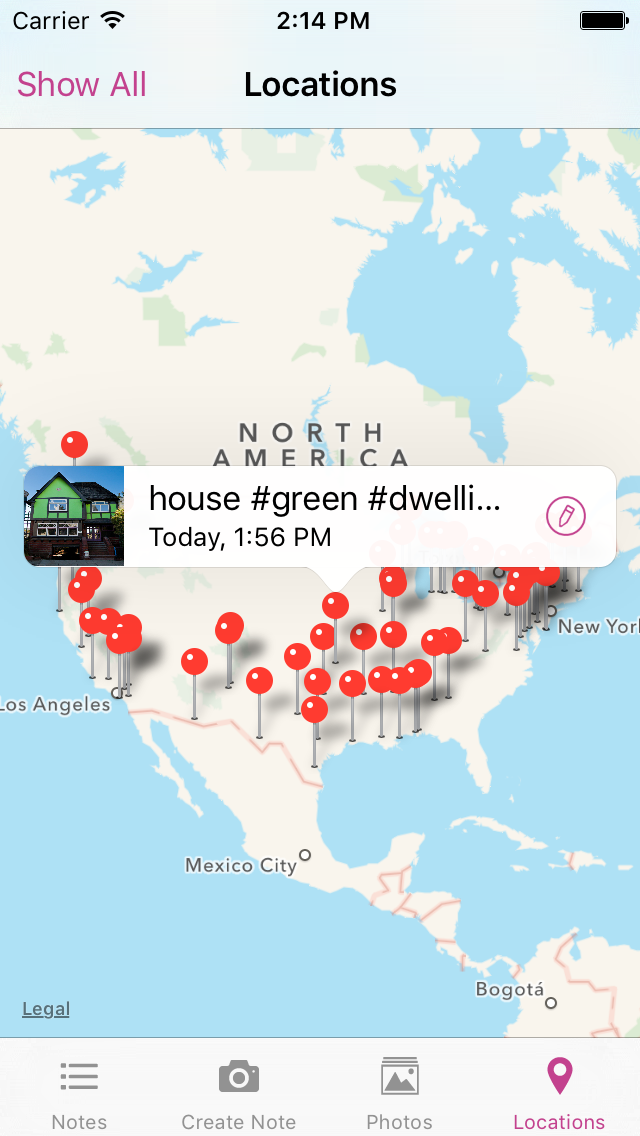 Carrier 2:14 PM
Show All Locations
NORTH
AMERICA
house #green #dwelli...
Today, 1:56 PM
New York
Los Angeles
Mexico City
Bogotá
Legal
Notes Create Note Photos Locations